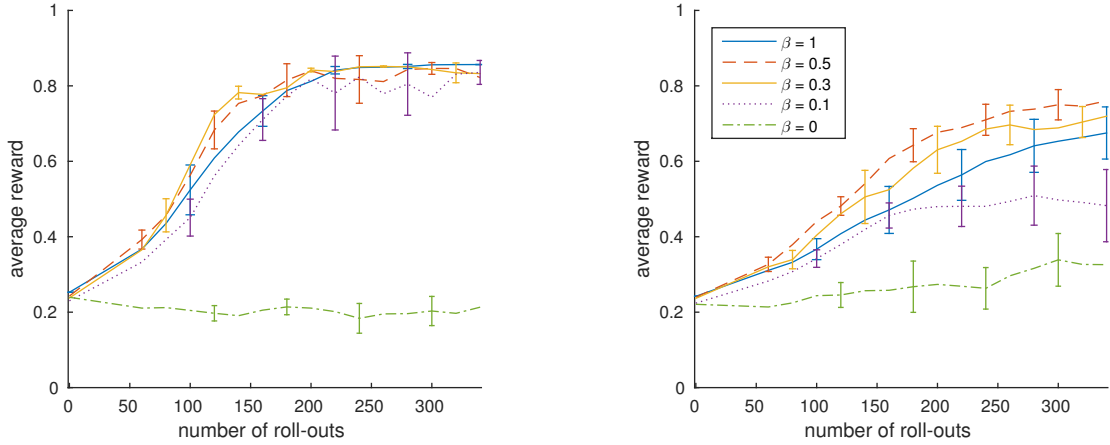 1
0.8
0.6
0.4
0.2
0
average reward
0 50 100 150 200 250 300
number of roll-outs
1
0.8
0.6
0.4
0.2
0
average reward
β = 1
β = 0.5
β = 0.3
β = 0.1
β = 0
0 50 100 150 200 250 300
number of roll-outs